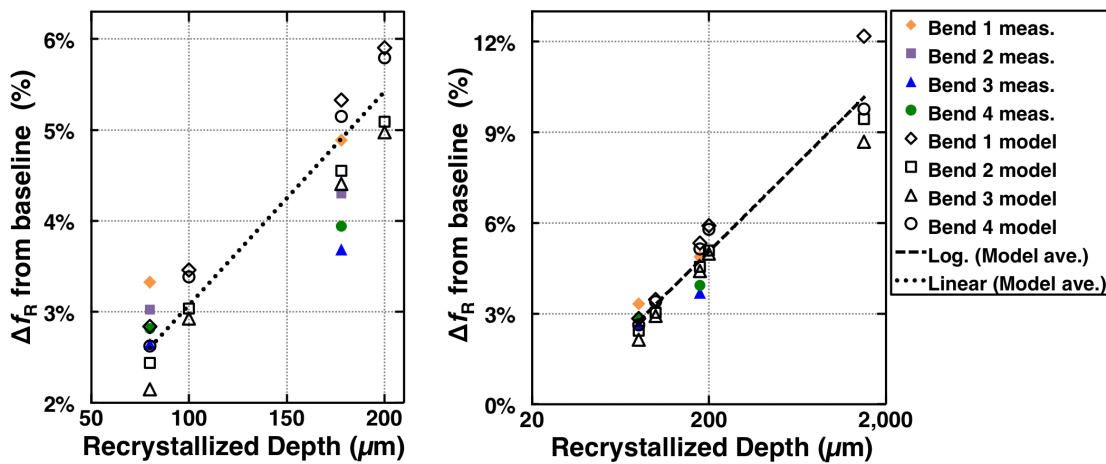 Δf_R from baseline (%)
6%
5%
4%
3%
2%
50
100
150
200
Recrystallized Depth (µm)
Δf_R from baseline (%)
12%
9%
6%
3%
0%
20
200
2,000
Recrystallized Depth (µm)
Bend 1 meas.
Bend 2 meas.
Bend 3 meas.
Bend 4 meas.
Bend 1 model
Bend 2 model
Bend 3 model
Bend 4 model
Log. (Model ave.)
Linear (Model ave.)